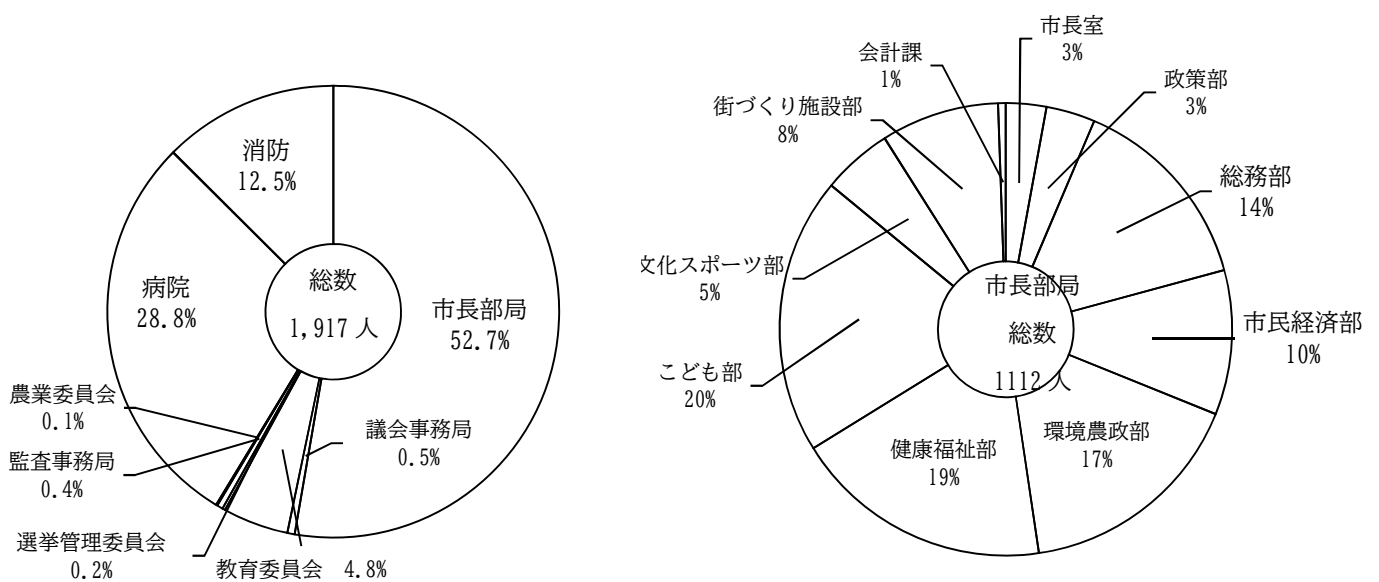 消防
12.5%
総数
1,917 人
市長部局
52.7%
病院
28.8%
農業委員会
0.1%
監査事務局
0.4%
選挙管理委員会
0.2%
教育委員会 4.8%
議会事務局
0.5%
市長室
3%
会計課
1%
政策部
3%
街づくり施設部
8%
総務部
14%
文化スポーツ部
5%
市長部局
総数
1112 人
市民経済部
10%
こども部
20%
健康福祉部
19%
環境農政部
17%